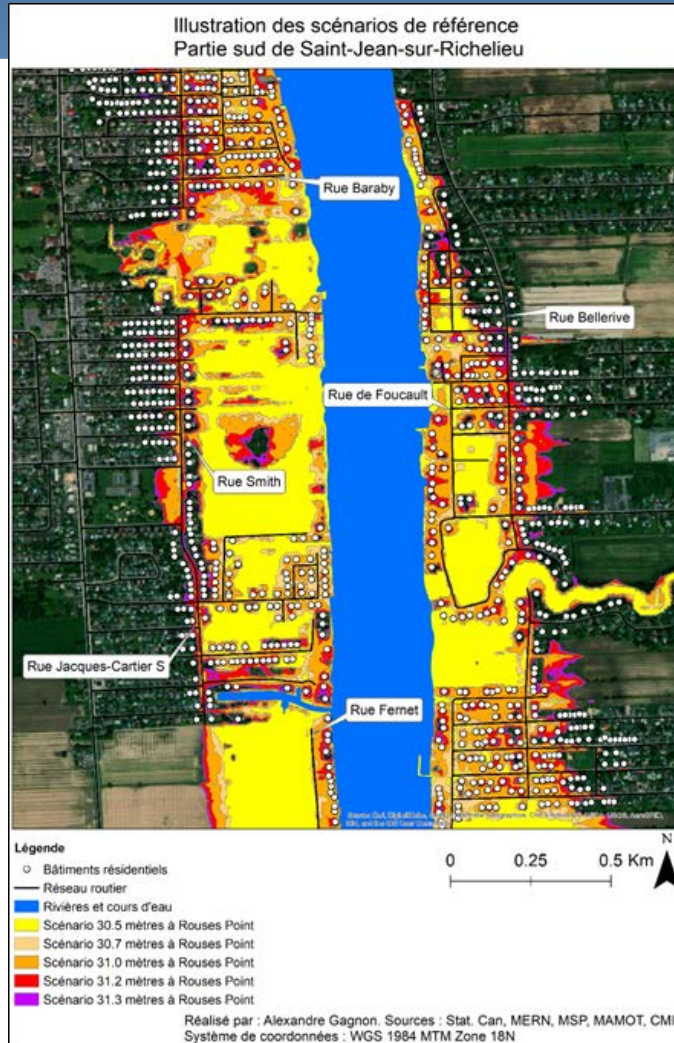 Illustration des scénarios de référence
Partie sud de Saint-Jean-sur-Richelieu
Rue Baraby
Rue Bellerive
Rue de Foucault
Rue Smith
Rue Jacques-Cartier S
Rue Fernet
Légende
Bâtiments résidentiels
Réseau routier
Rivières et cours d'eau
Scénario 30.5 mètres à Rouses Point
Scénario 30.7 mètres à Rouses Point
Scénario 31.0 mètres à Rouses Point
Scénario 31.2 mètres à Rouses Point
Scénario 31.3 mètres à Rouses Point
N
0 0.25 0.5 Km
Réalisé par : Alexandre Gagnon. Sources : Stat. Can, MERN, MSP, MAMOT, CMI
Système de coordonnées : WGS 1984 MTM Zone 18N